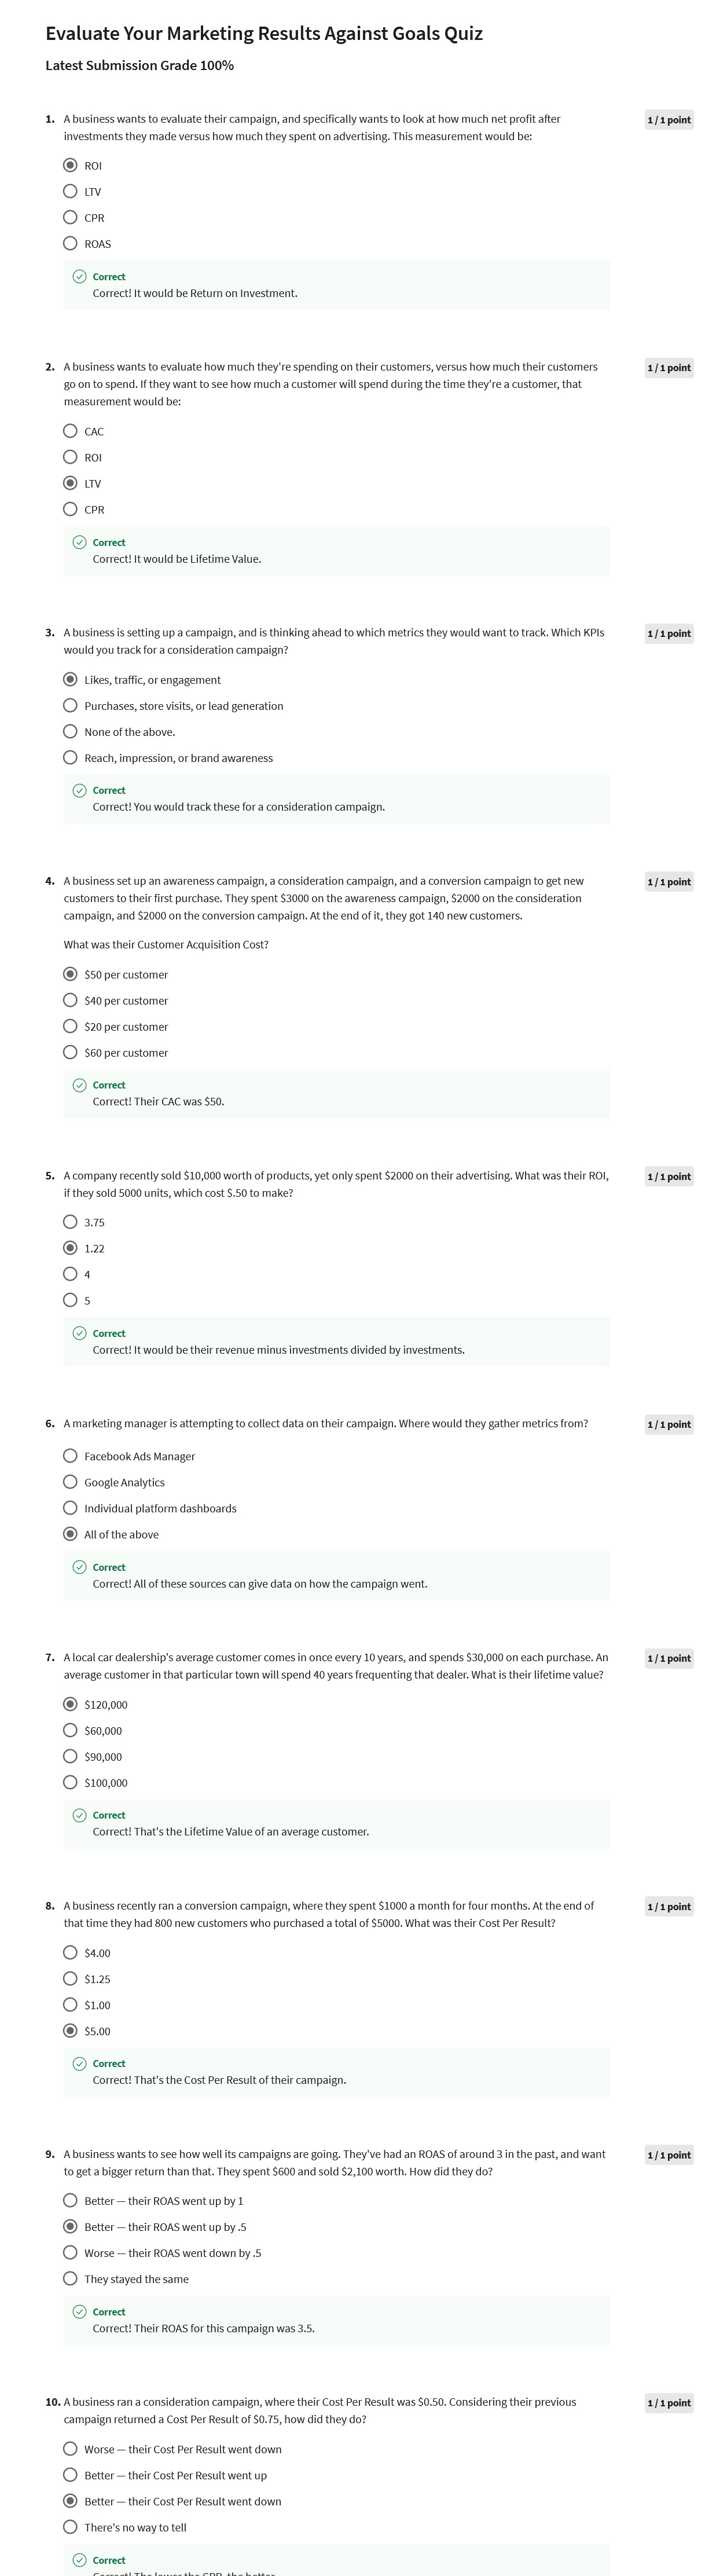 Evaluate Your Marketing Results Against Goals Quiz
Latest Submission Grade 100%
1. A business wants to evaluate their campaign, and specifically wants to look at how much net profit after
investments they made versus how much they spent on advertising. This measurement would be:
1 / 1 point
ROI
LTV
CPR
ROAS
Correct
Correct! It would be Return on Investment.
2. A business wants to evaluate how much they're spending on their customers, versus how much their customers
go on to spend. If they want to see how much a customer will spend during the time they're a customer, that
measurement would be:
1 / 1 point
CAC
ROI
LTV
CPR
Correct
Correct! It would be Lifetime Value.
3. A business is setting up a campaign, and is thinking ahead to which metrics they would want to track. Which KPIs
would you track for a consideration campaign?
1 / 1 point
Likes, traffic, or engagement
Purchases, store visits, or lead generation
None of the above.
Reach, impression, or brand awareness
Correct
Correct! You would track these for a consideration campaign.
4. A business set up an awareness campaign, a consideration campaign, and a conversion campaign to get new
customers to their first purchase. They spent $3000 on the awareness campaign, $2000 on the consideration
campaign, and $2000 on the conversion campaign. At the end of it, they got 140 new customers.
What was their Customer Acquisition Cost?
1 / 1 point
$50 per customer
$40 per customer
$20 per customer
$60 per customer
Correct
Correct! Their CAC was $50.
5. A company recently sold $10,000 worth of products, yet only spent $2000 on their advertising. What was their ROI,
if they sold 5000 units, which cost $.50 to make?
1 / 1 point
3.75
1.22
4
5
Correct
Correct! It would be their revenue minus investments divided by investments.
6. A marketing manager is attempting to collect data on their campaign. Where would they gather metrics from?
1 / 1 point
Facebook Ads Manager
Google Analytics
Individual platform dashboards
All of the above
Correct
Correct! All of these sources can give data on how the campaign went.
7. A local car dealership's average customer comes in once every 10 years, and spends $30,000 on each purchase. An
average customer in that particular town will spend 40 years frequenting that dealer. What is their lifetime value?
1 / 1 point
$120,000
$60,000
$90,000
$100,000
Correct
Correct! That's the Lifetime Value of an average customer.
8. A business recently ran a conversion campaign, where they spent $1000 a month for four months. At the end of
that time they had 800 new customers who purchased a total of $5000. What was their Cost Per Result?
1 / 1 point
$4.00
$1.25
$1.00
$5.00
Correct
Correct! That's the Cost Per Result of their campaign.
9. A business wants to see how well its campaigns are going. They've had an ROAS of around 3 in the past, and want
to get a bigger return than that. They spent $600 and sold $2,100 worth. How did they do?
1 / 1 point
Better — their ROAS went up by 1
Better — their ROAS went up by .5
Worse — their ROAS went down by .5
They stayed the same
Correct
Correct! Their ROAS for this campaign was 3.5.
10. A business ran a consideration campaign, where their Cost Per Result was $0.50. Considering their previous
campaign returned a Cost Per Result of $0.75, how did they do?
1 / 1 point
Worse — their Cost Per Result went down
Better — their Cost Per Result went up
Better — their Cost Per Result went down
There's no way to tell
Correct
Correct! The lower the CPR, the better.